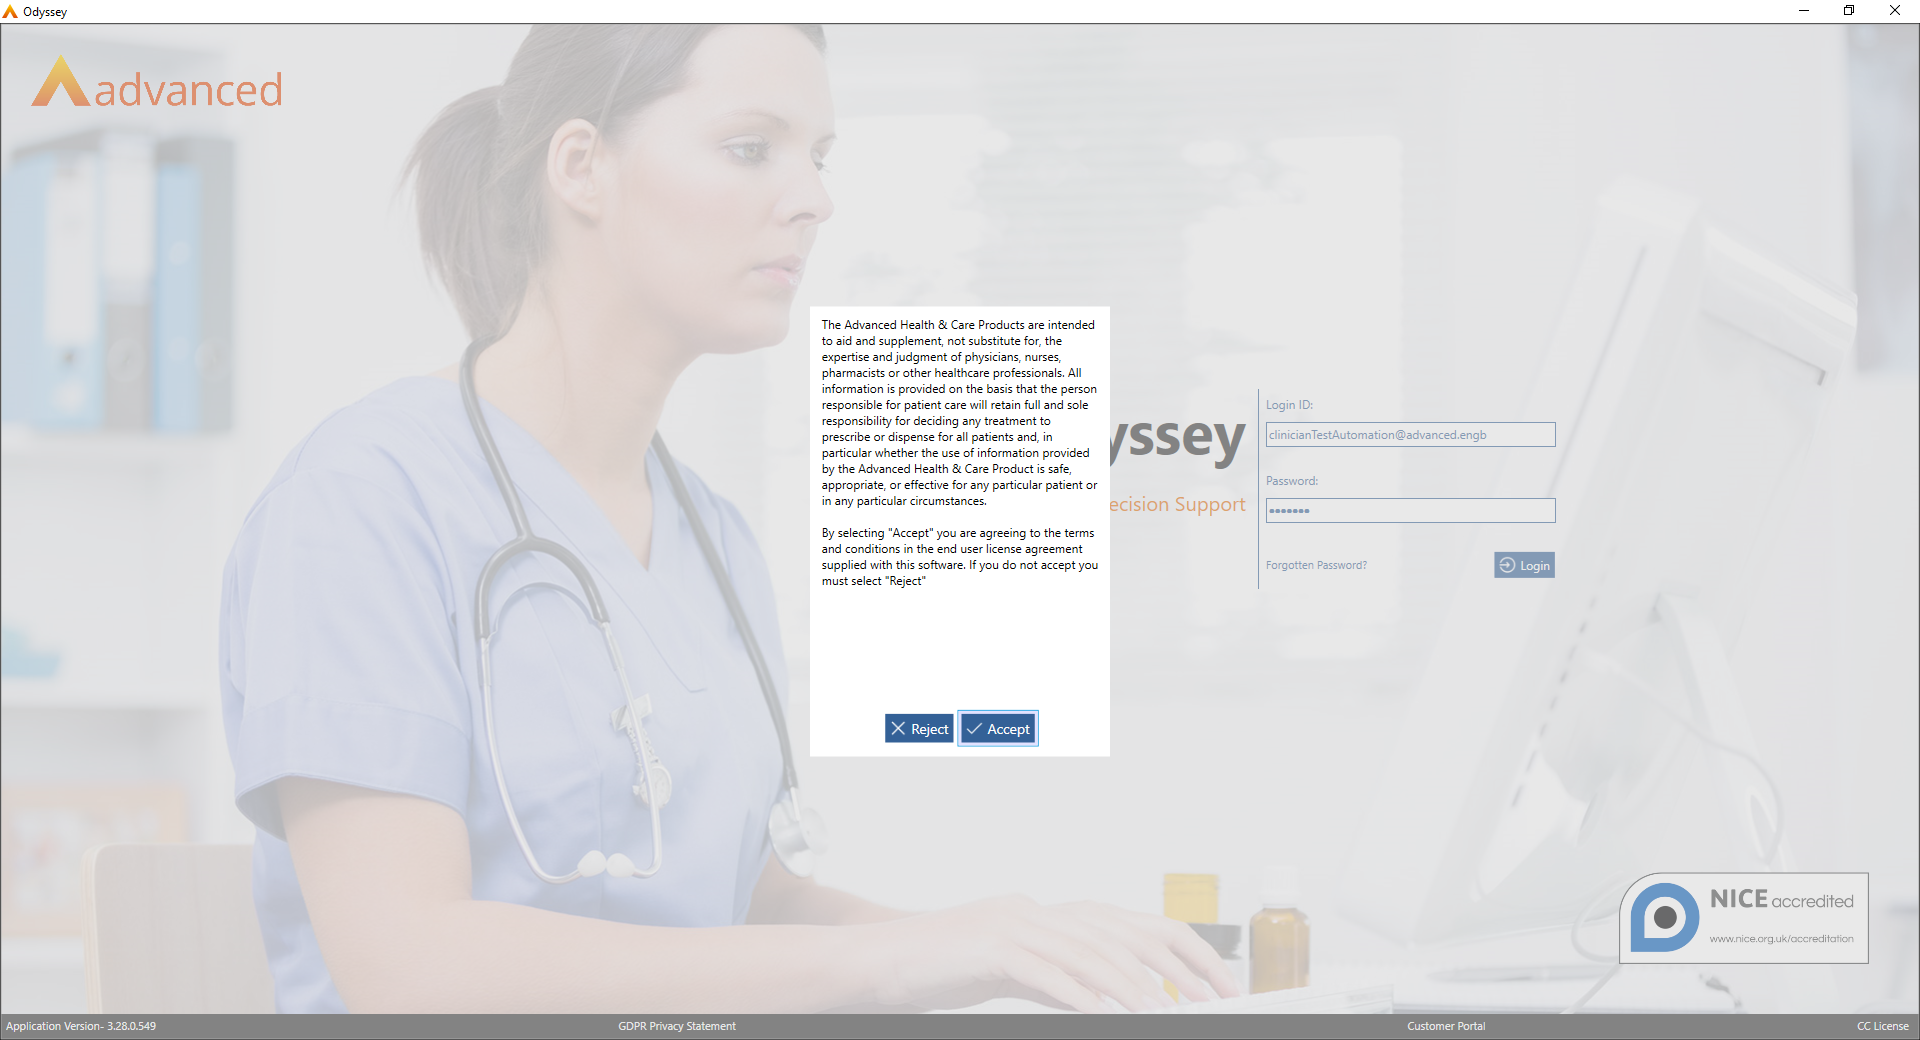 Odyssey
advanced
The Advanced Health & Care Products are intended
to aid and supplement, not substitute for, the
expertise and judgment of physicians, nurses,
pharmacists or other healthcare professionals. All
information is provided on the basis that the person
responsible for patient care will retain full and sole
responsibility for deciding any treatment to
prescribe or dispense for all patients and, in
particular whether the use of information provided
by the Advanced Health & Care Product is safe,
appropriate, or effective for any particular patient or
in any particular circumstances.
By selecting "Accept" you are agreeing to the terms
and conditions in the end user license agreement
supplied with this software. If you do not accept you
must select "Reject"
Reject
Accept
yssey
ecision Support
Login ID:
clinicianTestAutomation@advanced.engb
Password:
•••••••
Forgotten Password?
Login
NICE accredited
www.nice.org.uk/accreditation
Application Version- 3.28.0.549
GDPR Privacy Statement
Customer Portal
CC License